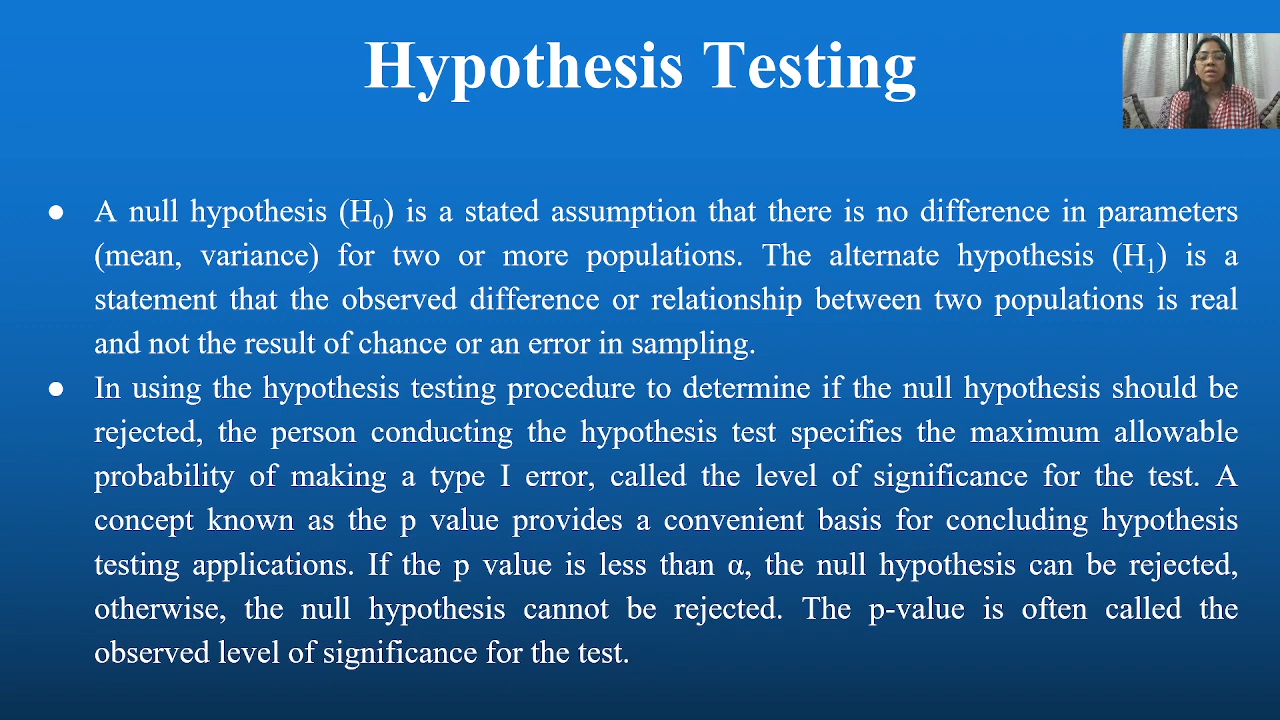 Hypothesis Testing
● A null hypothesis (H₀) is a stated assumption that there is no difference in parameters
(mean, variance) for two or more populations. The alternate hypothesis (H₁) is a
statement that the observed difference or relationship between two populations is real
and not the result of chance or an error in sampling.
● In using the hypothesis testing procedure to determine if the null hypothesis should be
rejected, the person conducting the hypothesis test specifies the maximum allowable
probability of making a type I error, called the level of significance for the test. A
concept known as the p value provides a convenient basis for concluding hypothesis
testing applications. If the p value is less than α, the null hypothesis can be rejected,
otherwise, the null hypothesis cannot be rejected. The p-value is often called the
observed level of significance for the test.